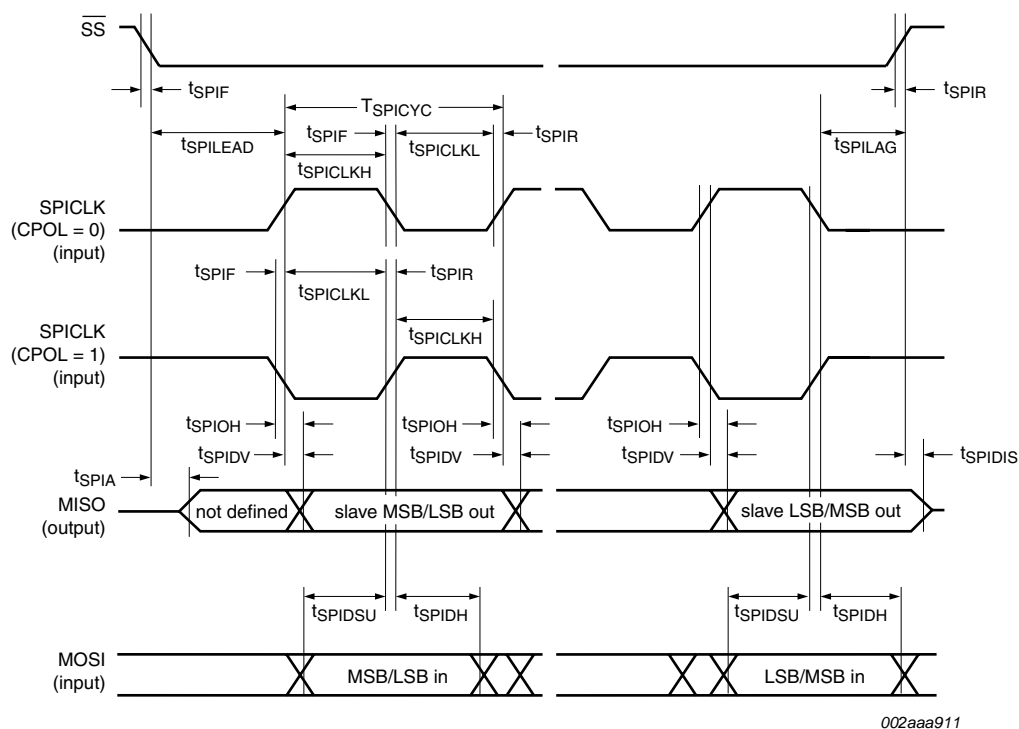 SS
tSPIF
TSPICYC
tSPIR
tSPIF
tSPICLKL
tSPIR
tSPILEAD
tSPICLKH
tSPILAG
SPICLK
(CPOL = 0)
(input)
tSPIF
tSPICLKL
tSPIR
SPICLK
(CPOL = 1)
(input)
tSPICLKH
tSPIOH
tSPIOH
tSPIOH
tSPIDV
tSPIDV
tSPIDV
tSPIDIS
tSPIA
MISO
(output)
not defined
slave MSB/LSB out
slave LSB/MSB out
tSPIDSU
tSPIDH
tSPIDSU
tSPIDH
MOSI
(input)
MSB/LSB in
LSB/MSB in
002aaa911